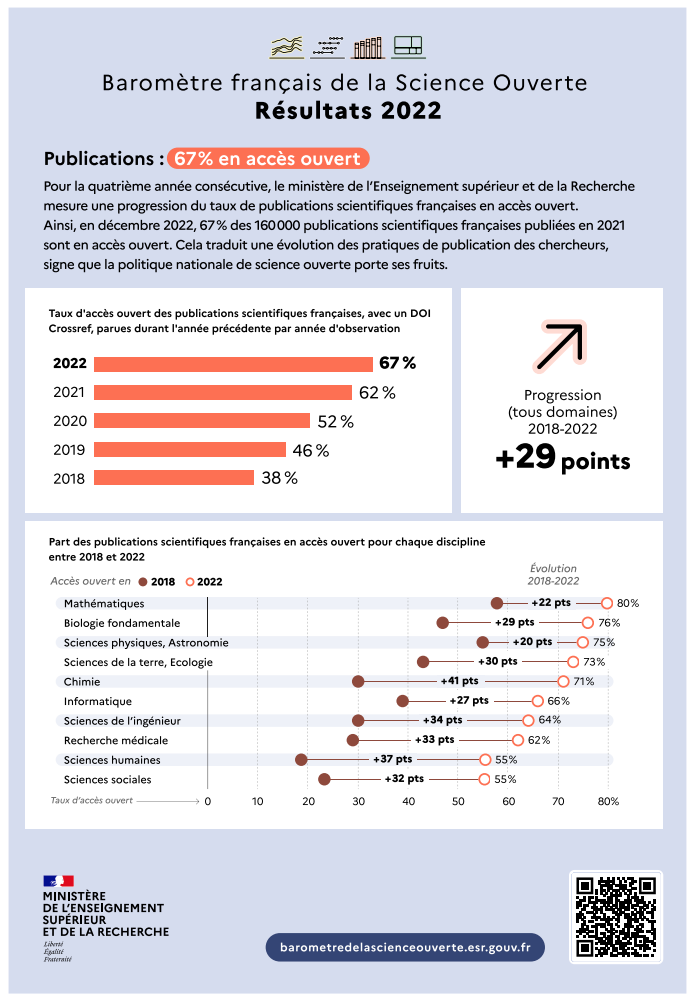 Baromètre français de la Science Ouverte
Résultats 2022
Publications : 67% en accès ouvert
Pour la quatrième année consécutive, le ministère de l'Enseignement supérieur et de la Recherche
mesure une progression du taux de publications scientifiques françaises en accès ouvert.
Ainsi, en décembre 2022, 67% des 160000 publications scientifiques françaises publiées en 2021
sont en accès ouvert. Cela traduit une évolution des pratiques de publication des chercheurs,
signe que la politique nationale de science ouverte porte ses fruits.
Taux d'accès ouvert des publications scientifiques françaises, avec un DOI
Crossref, parues durant l'année précédente par année d'observation
2022 67%
2021 62%
2020 52%
2019 46%
2018 38%
Progression
(tous domaines)
2018-2022
+29 points
Part des publications scientifiques françaises en accès ouvert pour chaque discipline
entre 2018 et 2022
Évolution
2018-2022
Accès ouvert en 2018 2022
Mathématiques +22 pts 80%
Biologie fondamentale +29 pts 76%
Sciences physiques, Astronomie +20 pts 75%
Sciences de la terre, Ecologie +30 pts 73%
Chimie +41 pts 71%
Informatique +27 pts 66%
Sciences de l'ingénieur +34 pts 64%
Recherche médicale +33 pts 62%
Sciences humaines +37 pts 55%
Sciences sociales +32 pts 55%
Taux d'accès ouvert 0 10 20 30 40 50 60 70 80%
MINISTÈRE
DE L'ENSEIGNEMENT
SUPÉRIEUR
ET DE LA RECHERCHE
Liberté
Égalité
Fraternité
barometredelascienceouverte.esr.gouv.fr